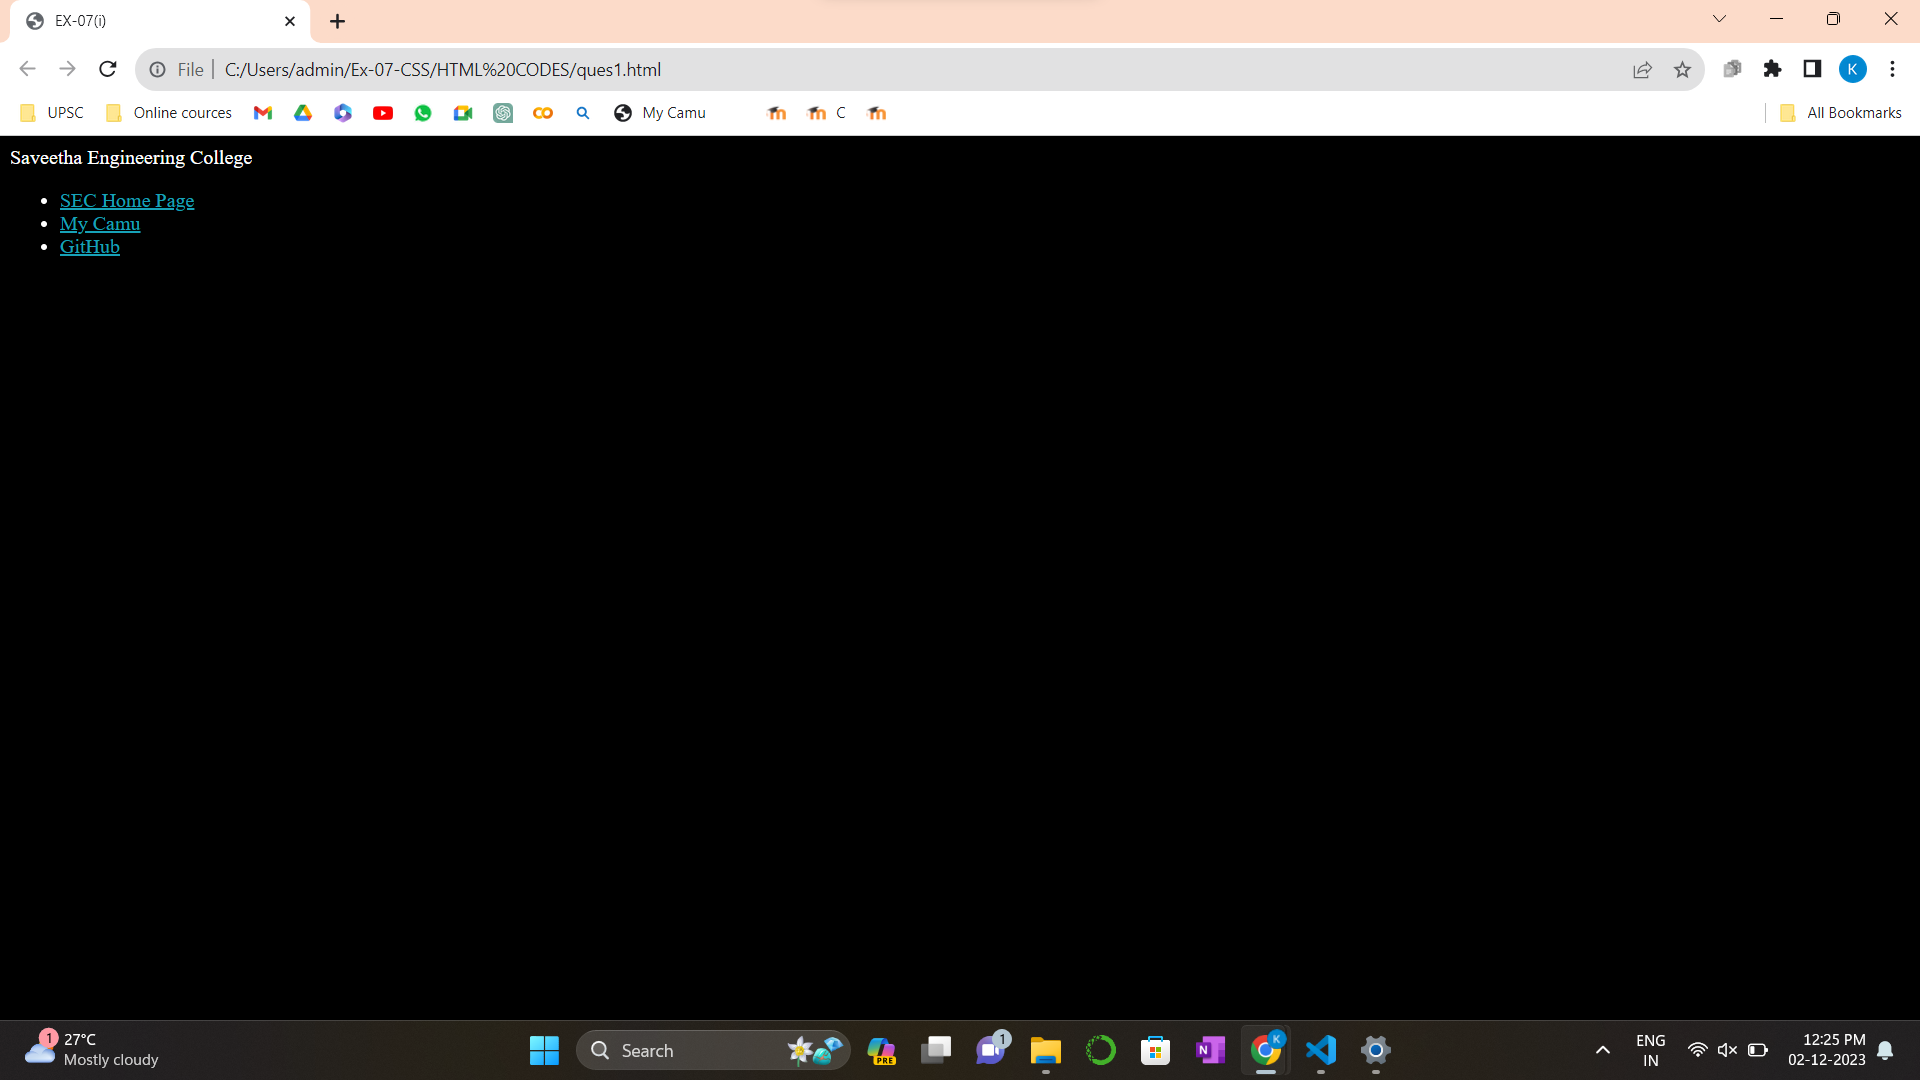 EX-07(i)
File C:/Users/admin/Ex-07-CSS/HTML%20CODES/ques1.html
K
UPSC Online cources My Camu C All Bookmarks
Saveetha Engineering College
SEC Home Page
My Camu
GitHub
1 27°C
Mostly cloudy
Search
PRE
1
N
K
ENG
IN
12:25 PM
02-12-2023